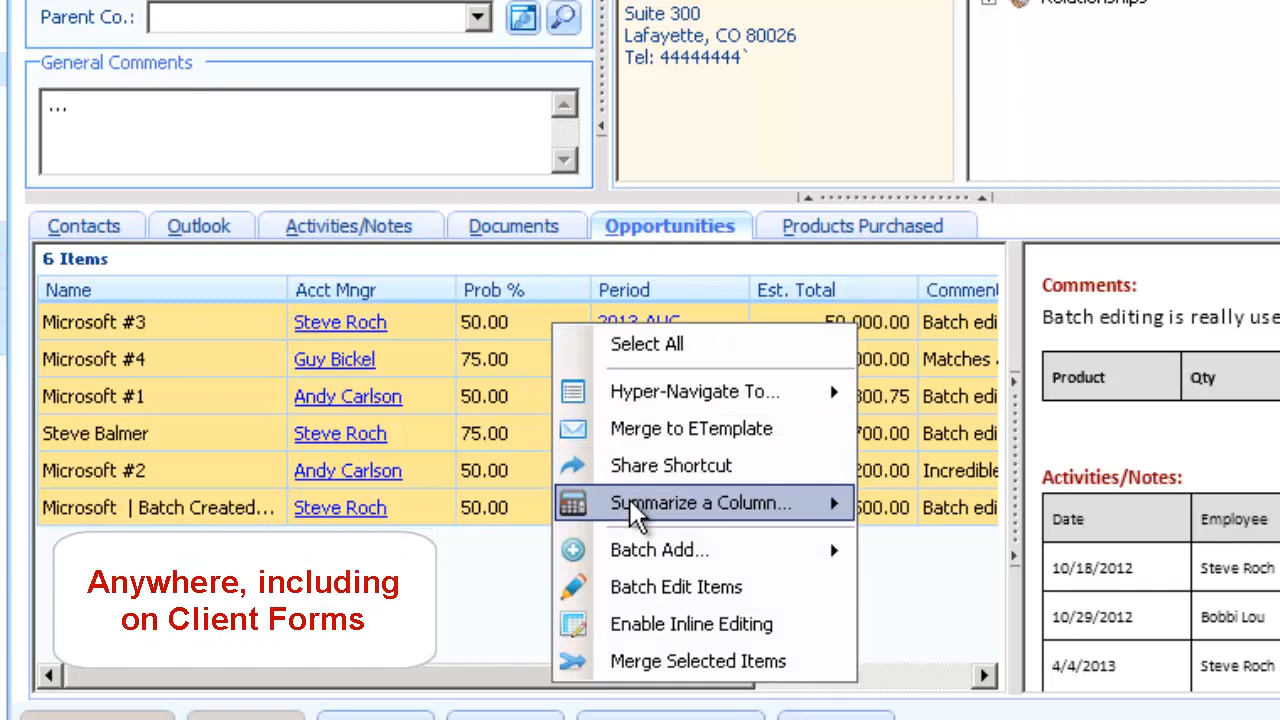 Parent Co.:
Suite 300
Lafayette, CO 80026
Tel: 44444444`
Relationships
General Comments
...
Contacts Outlook Activities/Notes Documents Opportunities Products Purchased
6 Items
Name Acct Mngr Prob % Period Est. Total Comment
Microsoft #3 Steve Roch 50.00 2013-AUG 50,000.00 Batch edi
Microsoft #4 Guy Bickel 75.00 000.00 Matches
Microsoft #1 Andy Carlson 50.00 300.75 Batch edi
Steve Balmer Steve Roch 75.00 700.00 Batch edi
Microsoft #2 Andy Carlson 50.00 200.00 Incredible
Microsoft | Batch Created... Steve Roch 50.00 500.00 Batch edi
Select All
Hyper-Navigate To...
Merge to ETemplate
Share Shortcut
Summarize a Column...
Batch Add...
Batch Edit Items
Enable Inline Editing
Merge Selected Items
Anywhere, including
on Client Forms
Comments:
Batch editing is really use
Product Qty
Activities/Notes:
Date Employee
10/18/2012 Steve Roch
10/29/2012 Bobbi Lou
4/4/2013 Steve Roch